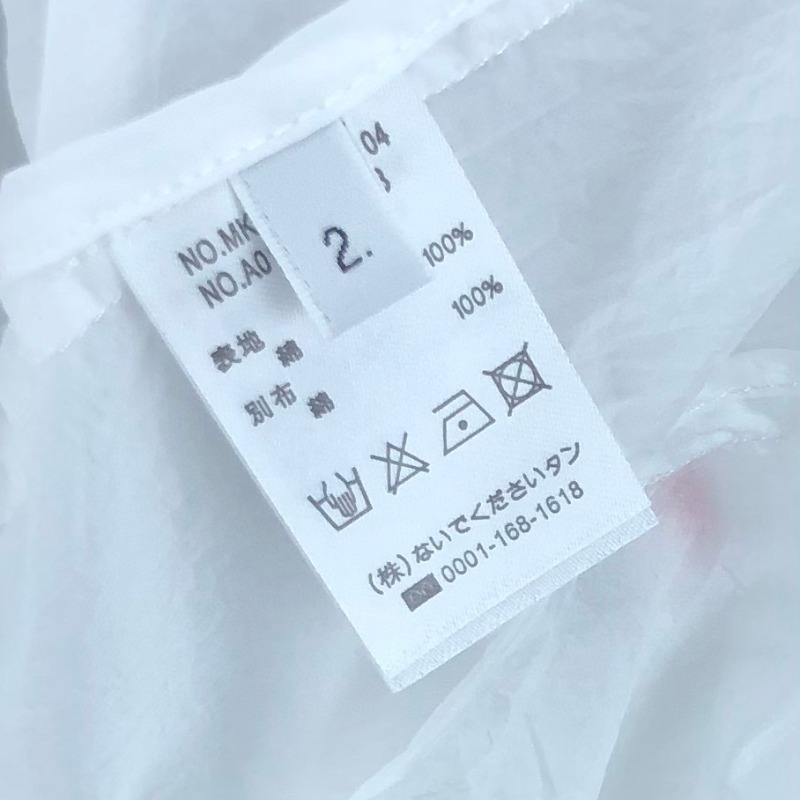 04
2.
NO.MK
NO.A0
表地 綿 100%
別布 綿 100%
(株)ないでくださいタン
0001-168-1618